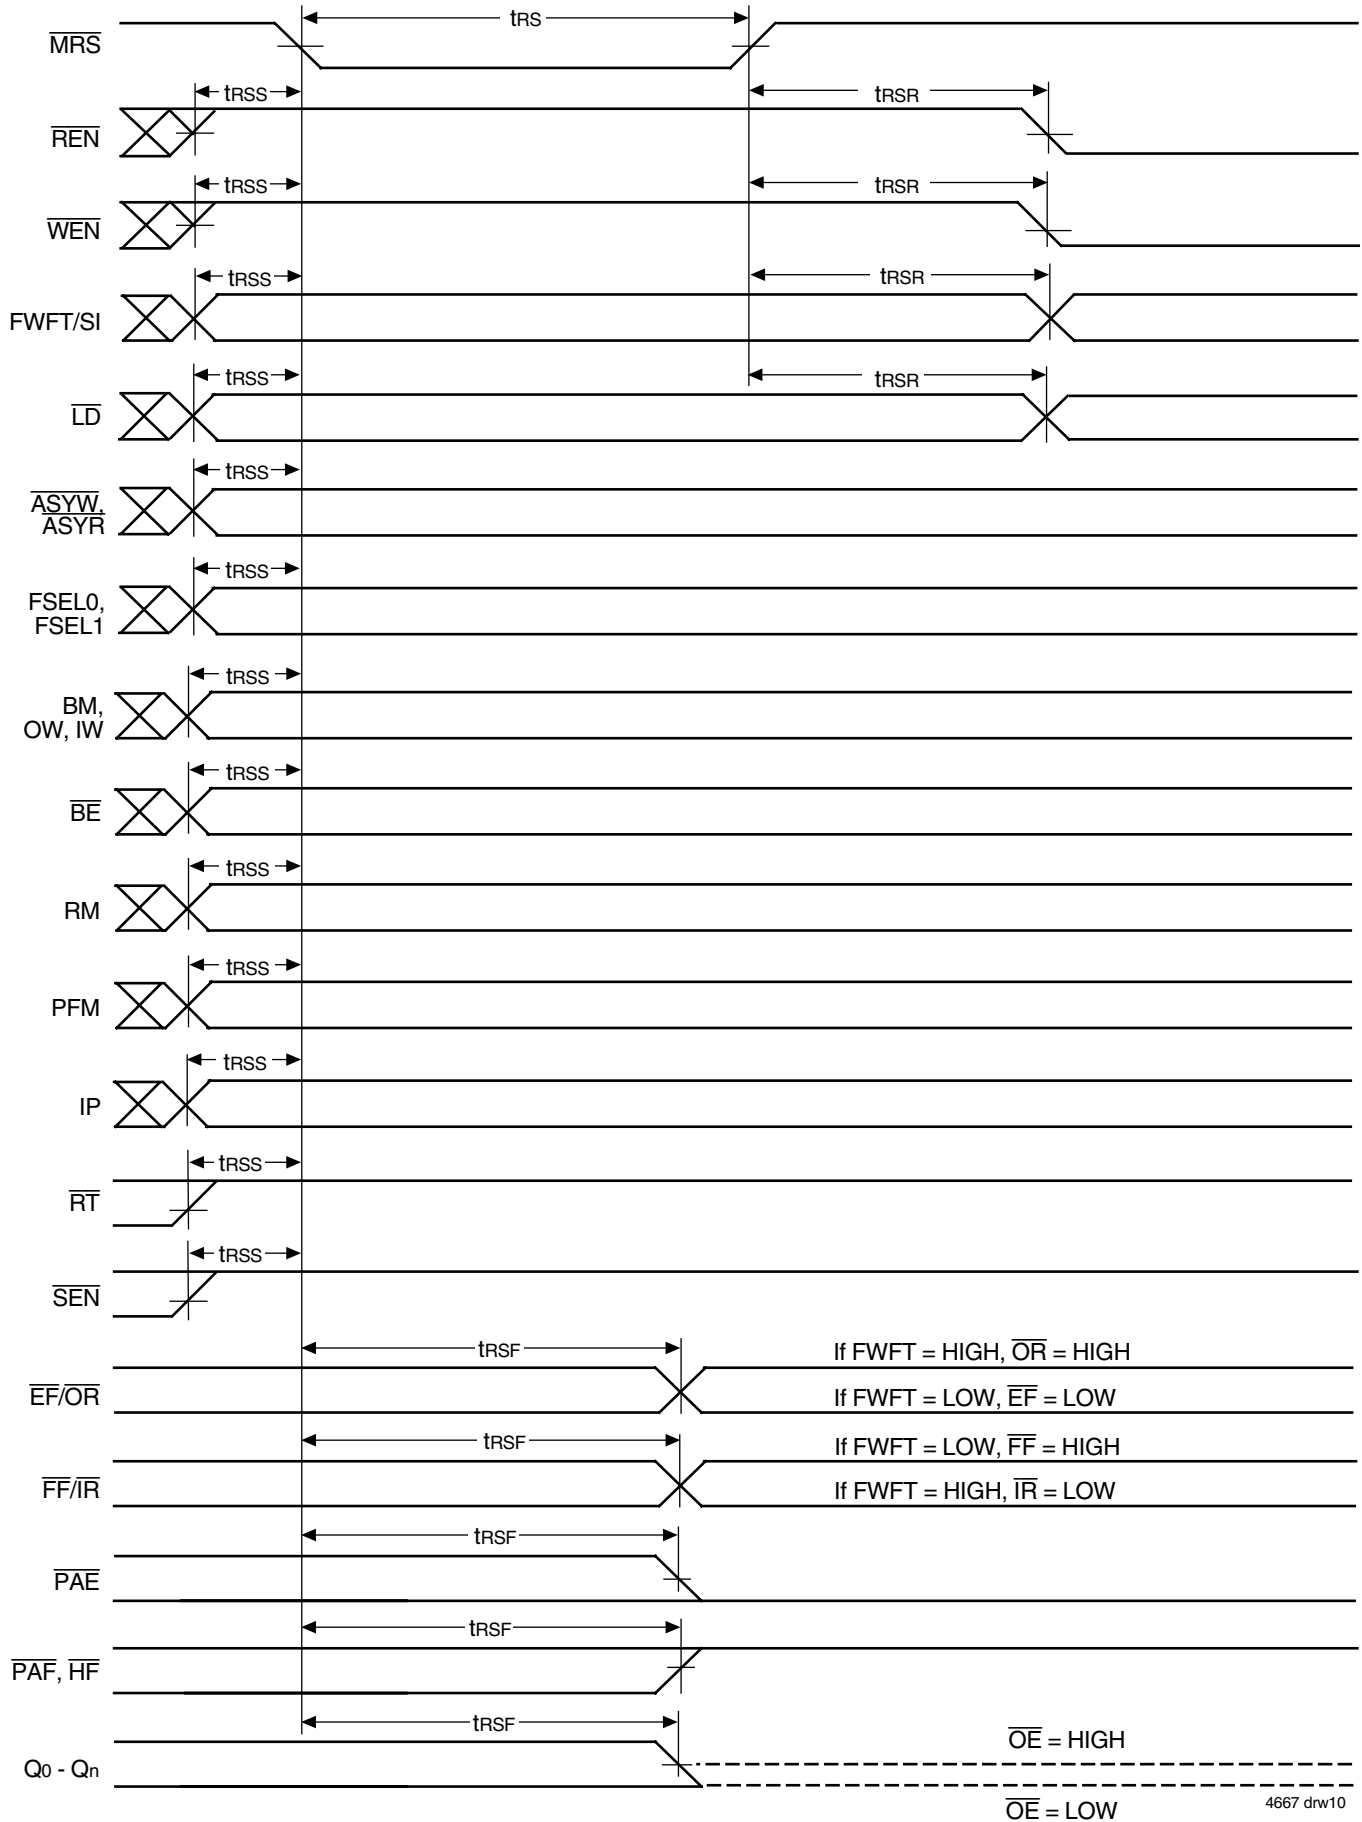 tRS
MRS
tRSS
tRSR
REN
tRSS
tRSR
WEN
tRSS
tRSR
FWFT/SI
tRSS
tRSR
LD
tRSS
ASYW,
ASYR
tRSS
FSEL0,
FSEL1
tRSS
BM,
OW, IW
tRSS
BE
tRSS
RM
tRSS
PFM
tRSS
IP
tRSS
RT
tRSS
SEN
tRSF
If FWFT = HIGH, OR = HIGH
EF/OR
If FWFT = LOW, EF = LOW
tRSF
If FWFT = LOW, FF = HIGH
FF/IR
If FWFT = HIGH, IR = LOW
tRSF
PAE
tRSF
PAF, HF
tRSF
OE = HIGH
Q0 - Qn
OE = LOW
4667 drw10